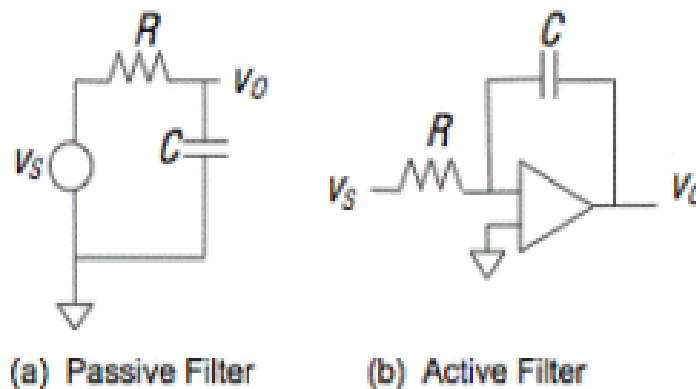 R
C
R
C
Vₒ
Vₛ
Vₛ
Vₒ
(a) Passive Filter
(b) Active Filter